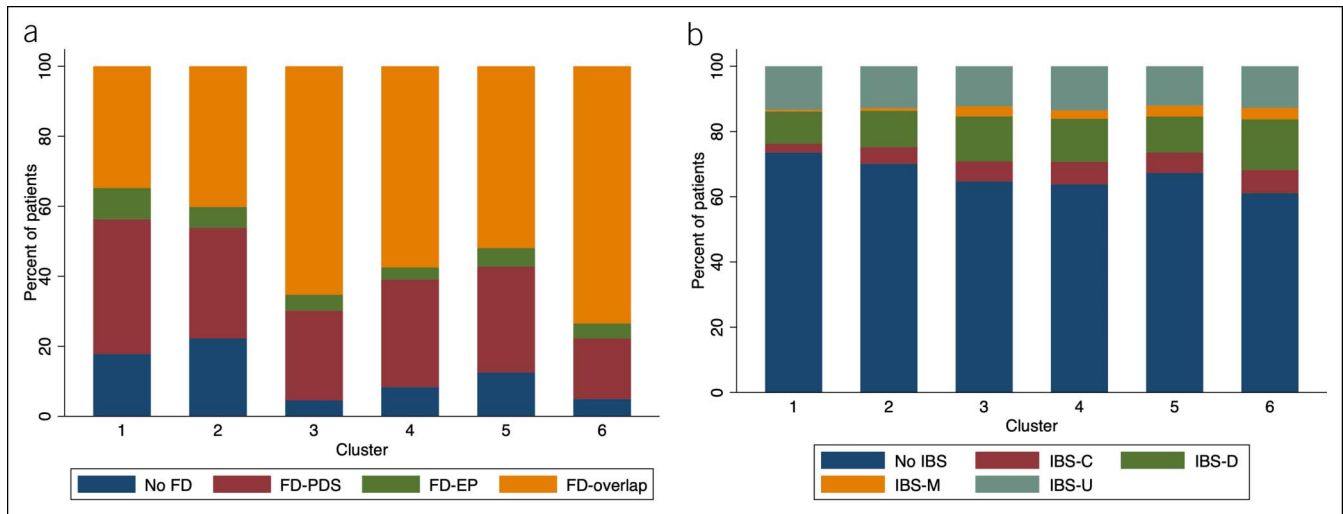 a
Percent of patients
100
80
60
40
20
0
1 2 3 4 5 6
Cluster
No FD FD-PDS FD-EP FD-overlap
b
Percent of patients
100
80
60
40
20
0
1 2 3 4 5 6
Cluster
No IBS IBS-C IBS-D
IBS-M IBS-U